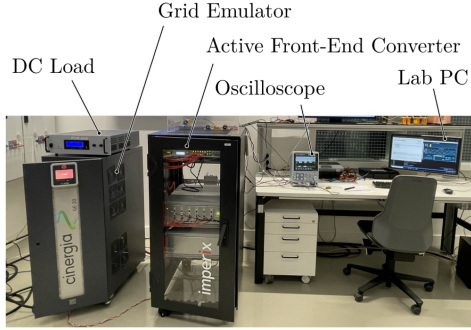 Grid Emulator
Active Front-End Converter
DC Load
Oscilloscope
Lab PC
cinergia
imperix